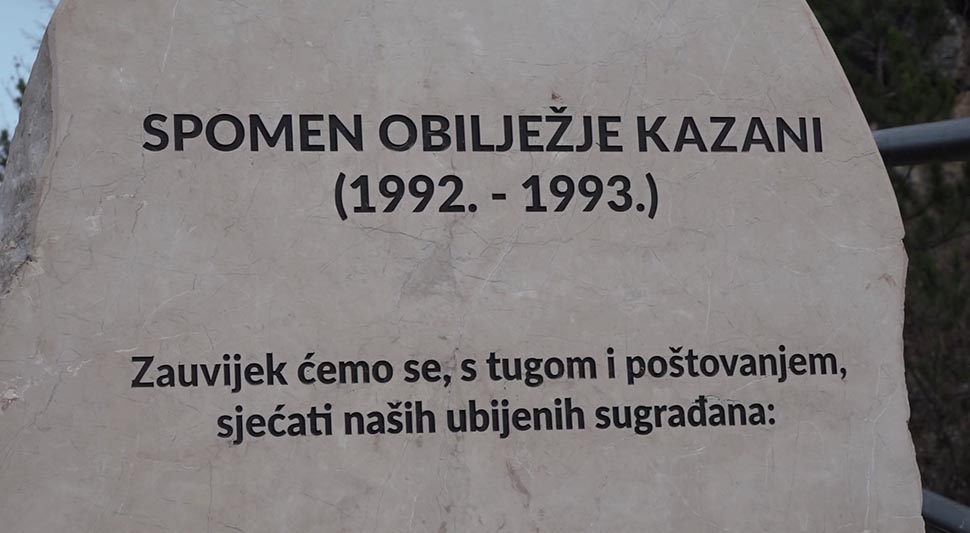 SPOMEN OBILJEŽJE KAZANI
(1992. - 1993.)
Zauvijek ćemo se, s tugom i poštovanjem,
sjećati naših ubijenih sugrađana: